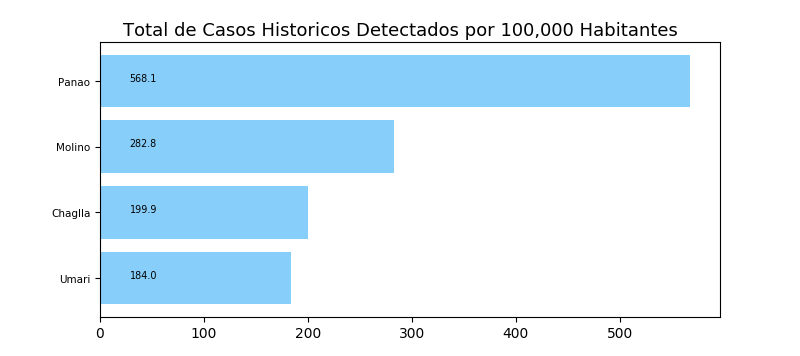 Total de Casos Historicos Detectados por 100,000 Habitantes
Panao 568.1
Molino 282.8
Chaglla 199.9
Umari 184.0
0 100 200 300 400 500